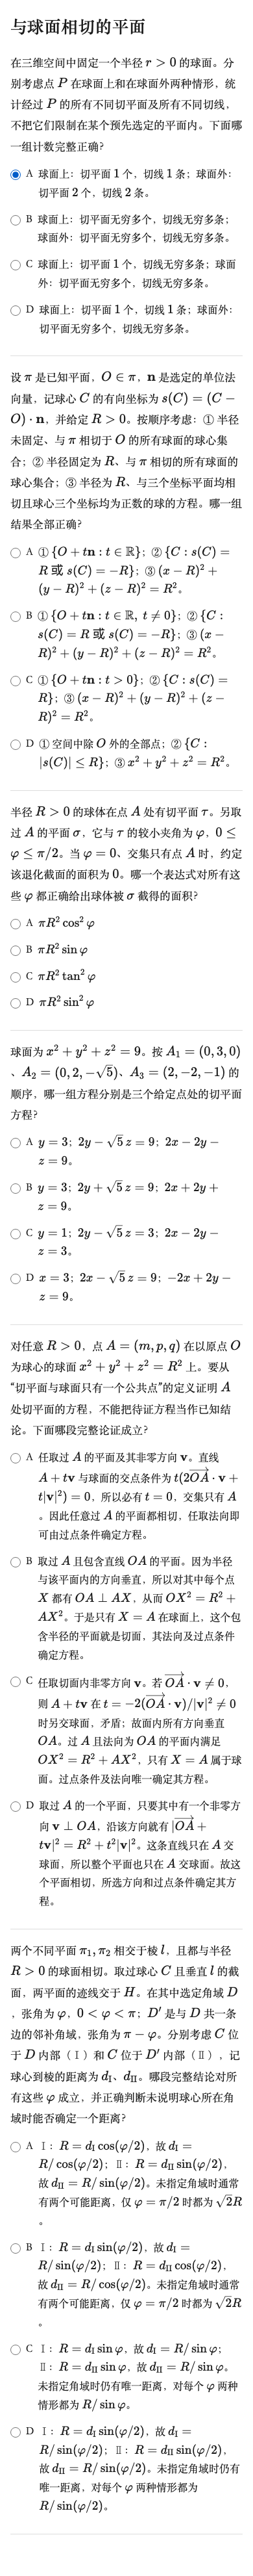 与球面相切的平面
在三维空间中固定一个半径 r > 0 的球面。分
别考虑点 P 在球面上和在球面外两种情形，统
计经过 P 的所有不同切平面及所有不同切线，
不把它们限制在某个预先选定的平面内。下面哪
一组计数完整正确？
A 球面上：切平面 1 个，切线 1 条；球面外：
切平面 2 个，切线 2 条。
B 球面上：切平面无穷多个，切线无穷多条；
球面外：切平面无穷多个，切线无穷多条。
C 球面上：切平面 1 个，切线无穷多条；球面
外：切平面无穷多个，切线无穷多条。
D 球面上：切平面 1 个，切线 1 条；球面外：
切平面无穷多个，切线无穷多条。
设 π 是已知平面，O ∈ π，n 是选定的单位法
向量，记球心 C 的有向坐标为 s(C) = (C −
O) · n，并给定 R > 0。按顺序考虑：① 半径
未固定、与 π 相切于 O 的所有球面的球心集
合；② 半径固定为 R、与 π 相切的所有球面的
球心集合；③ 半径为 R、与三个坐标平面均相
切且球心三个坐标均为正数的球的方程。哪一组
结果全部正确？
A ① {O + tn : t ∈ ℝ}；② {C : s(C) =
R 或 s(C) = −R}；③ (x − R)² +
(y − R)² + (z − R)² = R²。
B ① {O + tn : t ∈ ℝ, t ≠ 0}；② {C :
s(C) = R 或 s(C) = −R}；③ (x −
R)² + (y − R)² + (z − R)² = R²。
C ① {O + tn : t > 0}；② {C : s(C) =
R}；③ (x − R)² + (y − R)² + (z −
R)² = R²。
D ① 空间中除 O 外的全部点；② {C :
|s(C)| ≤ R}；③ x² + y² + z² = R²。
半径 R > 0 的球体在点 A 处有切平面 τ。另取
过 A 的平面 σ，它与 τ 的较小夹角为 φ，0 ≤
φ ≤ π/2。当 φ = 0、交集只有点 A 时，约定
该退化截面的面积为 0。哪一个表达式对所有这
些 φ 都正确给出球体被 σ 截得的面积？
A πR² cos² φ
B πR² sin φ
C πR² tan² φ
D πR² sin² φ
球面为 x² + y² + z² = 9。按 A₁ = (0, 3, 0)
、A₂ = (0, 2, −√5)、A₃ = (2, −2, −1) 的
顺序，哪一组方程分别是三个给定点处的切平面
方程？
A y = 3；2y − √5 z = 9；2x − 2y −
z = 9。
B y = 3；2y + √5 z = 9；2x + 2y +
z = 9。
C y = 1；2y − √5 z = 3；2x − 2y −
z = 3。
D x = 3；2x − √5 z = 9；−2x + 2y −
z = 9。
对任意 R > 0，点 A = (m, p, q) 在以原点 O
为球心的球面 x² + y² + z² = R² 上。要从
“切平面与球面只有一个公共点”的定义证明 A
处切平面的方程，不能把待证方程当作已知结
论。下面哪段完整论证成立？
A 任取过 A 的平面及其非零方向 v。直线
A + tv 与球面的交点条件为 t(2OA⃗ · v +
t|v|²) = 0，所以必有 t = 0，交集只有 A
。因此任意过 A 的平面都相切，任取法向即
可由过点条件确定方程。
B 取过 A 且包含直线 OA 的平面。因为半径
与该平面内的方向垂直，所以对其中每个点
X 都有 OA ⊥ AX，从而 OX² = R² +
AX²。于是只有 X = A 在球面上，这个包
含半径的平面就是切面，其法向及过点条件
确定方程。
C 任取切面内非零方向 v。若 OA⃗ · v ≠ 0，
则 A + tv 在 t = −2(OA⃗ · v)/|v|² ≠ 0
时另交球面，矛盾；故面内所有方向垂直
OA。过 A 且法向为 OA 的平面内满足
OX² = R² + AX²，只有 X = A 属于球
面。过点条件及法向唯一确定其方程。
D 取过 A 的一个平面，只要其中有一个非零方
向 v ⊥ OA，沿该方向就有 |OA⃗ +
tv|² = R² + t²|v|²。这条直线只在 A 交
球面，所以整个平面也只在 A 交球面。故这
个平面相切，所选方向和过点条件确定其方
程。
两个不同平面 π₁, π₂ 相交于棱 l，且都与半径
R > 0 的球面相切。取过球心 C 且垂直 l 的截
面，两平面的迹线交于 H。在其中选定角域 D
，张角为 φ，0 < φ < π；D′ 是与 D 共一条
边的邻补角域，张角为 π − φ。分别考虑 C 位
于 D 内部（Ⅰ）和 C 位于 D′ 内部（Ⅱ），记
球心到棱的距离为 d_Ⅰ、d_Ⅱ。哪段完整结论对所
有这些 φ 成立，并正确判断未说明球心所在角
域时能否确定一个距离？
A Ⅰ：R = d_Ⅰ cos(φ/2)，故 d_Ⅰ =
R/ cos(φ/2)；Ⅱ：R = d_Ⅱ sin(φ/2)，
故 d_Ⅱ = R/ sin(φ/2)。未指定角域时通常
有两个可能距离，仅 φ = π/2 时都为 √2R
。
B Ⅰ：R = d_Ⅰ sin(φ/2)，故 d_Ⅰ =
R/ sin(φ/2)；Ⅱ：R = d_Ⅱ cos(φ/2)，
故 d_Ⅱ = R/ cos(φ/2)。未指定角域时通常
有两个可能距离，仅 φ = π/2 时都为 √2R
。
C Ⅰ：R = d_Ⅰ sin φ，故 d_Ⅰ = R/ sin φ；
Ⅱ：R = d_Ⅱ sin φ，故 d_Ⅱ = R/ sin φ。
未指定角域时仍有唯一距离，对每个 φ 两种
情形都为 R/ sin φ。
D Ⅰ：R = d_Ⅰ sin(φ/2)，故 d_Ⅰ =
R/ sin(φ/2)；Ⅱ：R = d_Ⅱ sin(φ/2)，
故 d_Ⅱ = R/ sin(φ/2)。未指定角域时仍有
唯一距离，对每个 φ 两种情形都为
R/ sin(φ/2)。